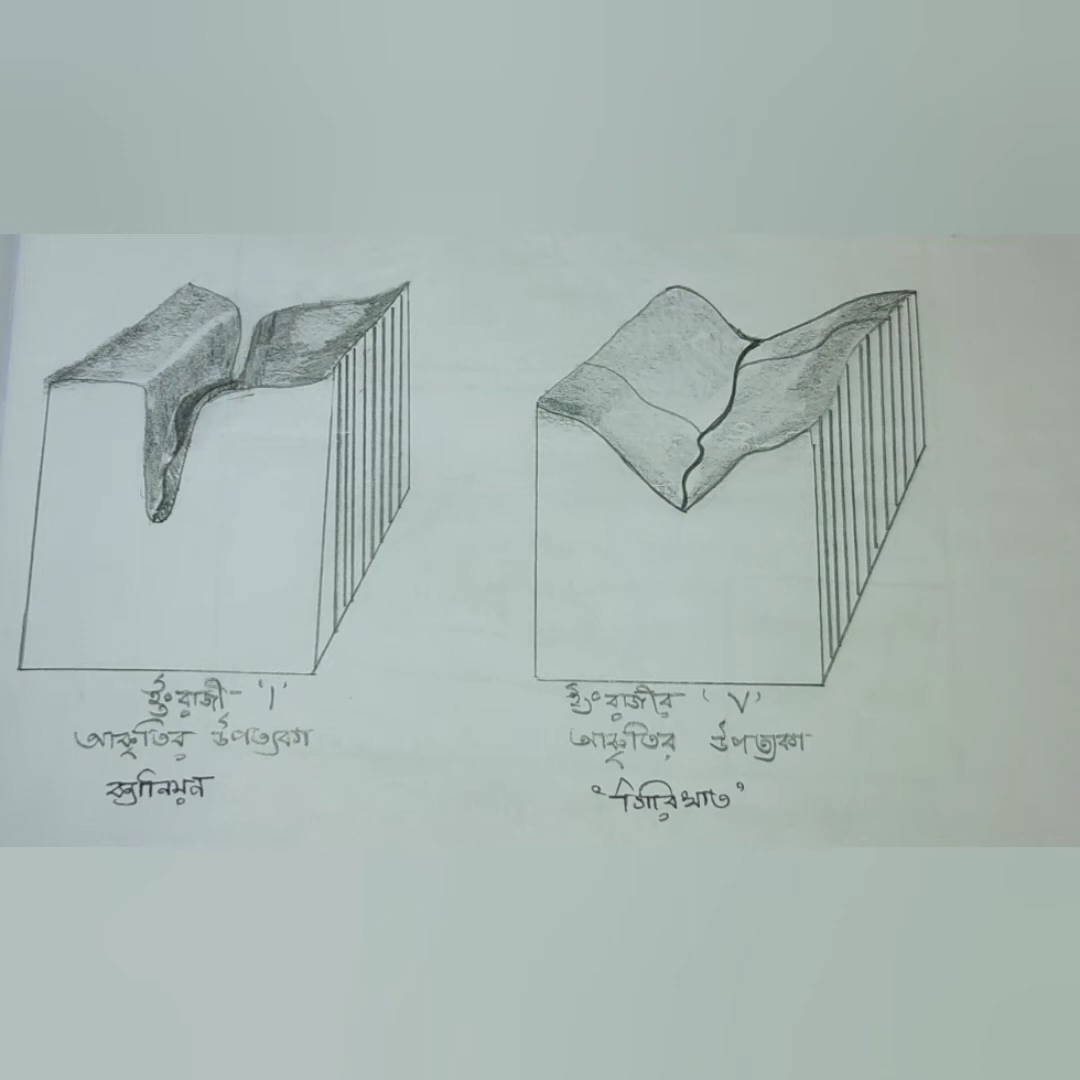 ইংরাজী- 'I'
আকৃতির উপত্যকা
ক্যানিয়ন
ইংরাজীর 'V'
আকৃতির উপত্যকা
"গিরিখাত"